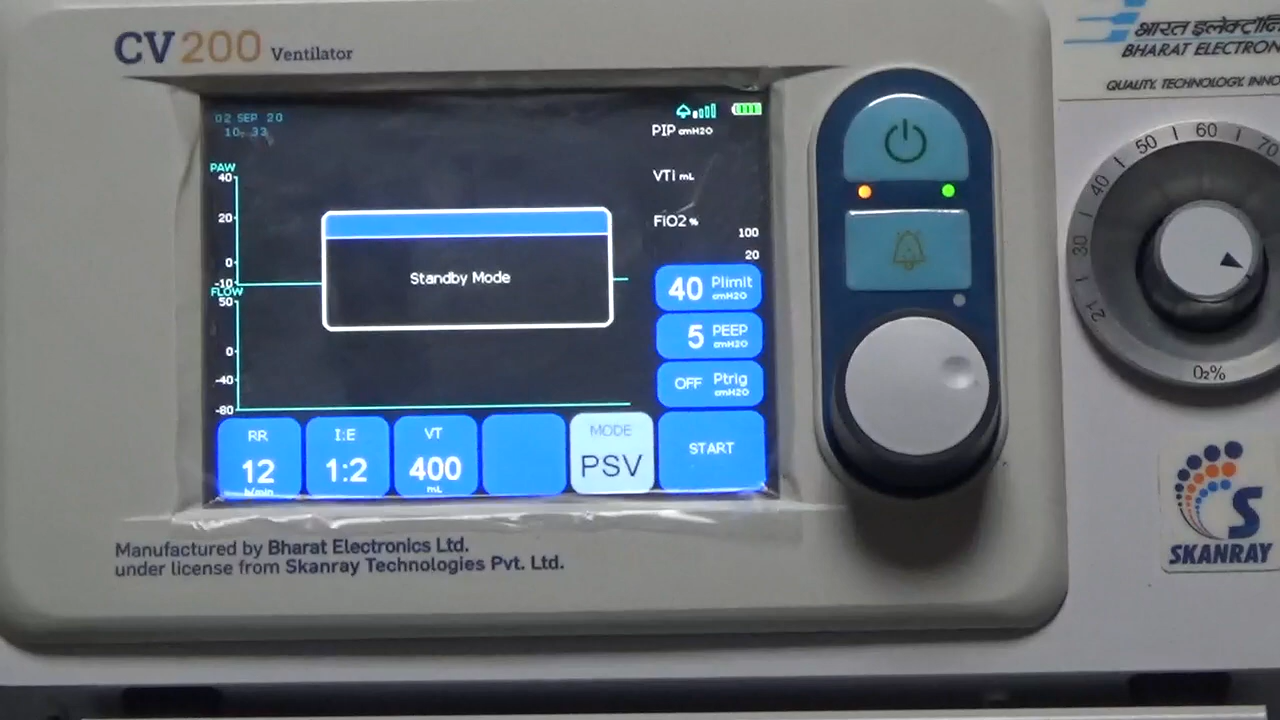 CV200 Ventilator
02 SEP 20
10:33
PAW
40
20
0
-10
FLOW
50
0
-40
-80
Standby Mode
PIP cmH2O
VTi mL
FiO2 %
100
20
40 Plimit cmH2O
5 PEEP cmH2O
OFF Ptrig cmH2O
RR
12
b/min
I:E
1:2
VT
400
mL
MODE
PSV
START
Manufactured by Bharat Electronics Ltd.
under license from Skanray Technologies Pvt. Ltd.
भारत इलेक्ट्रॉनि
BHARAT ELECTRON
QUALITY, TECHNOLOGY, INNO
21 30 40 50 60 70
O₂%
S
SKANRAY